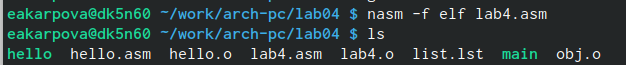 eakarpova@dk5n60 ~/work/arch-pc/lab04 $ nasm -f elf lab4.asm
eakarpova@dk5n60 ~/work/arch-pc/lab04 $ ls
hello hello.asm hello.o lab4.asm lab4.o list.lst main obj.o